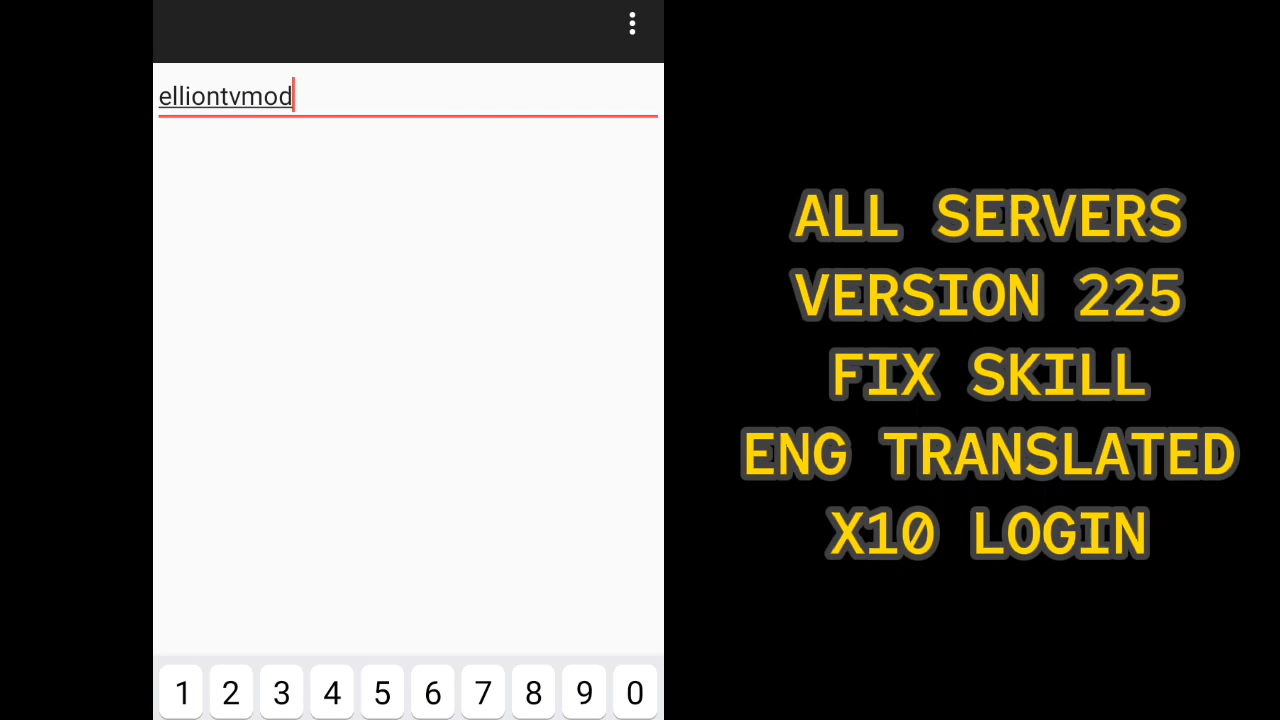 elliontvmod
ALL SERVERS
VERSION 225
FIX SKILL
ENG TRANSLATED
X10 LOGIN
1 2 3 4 5 6 7 8 9 0